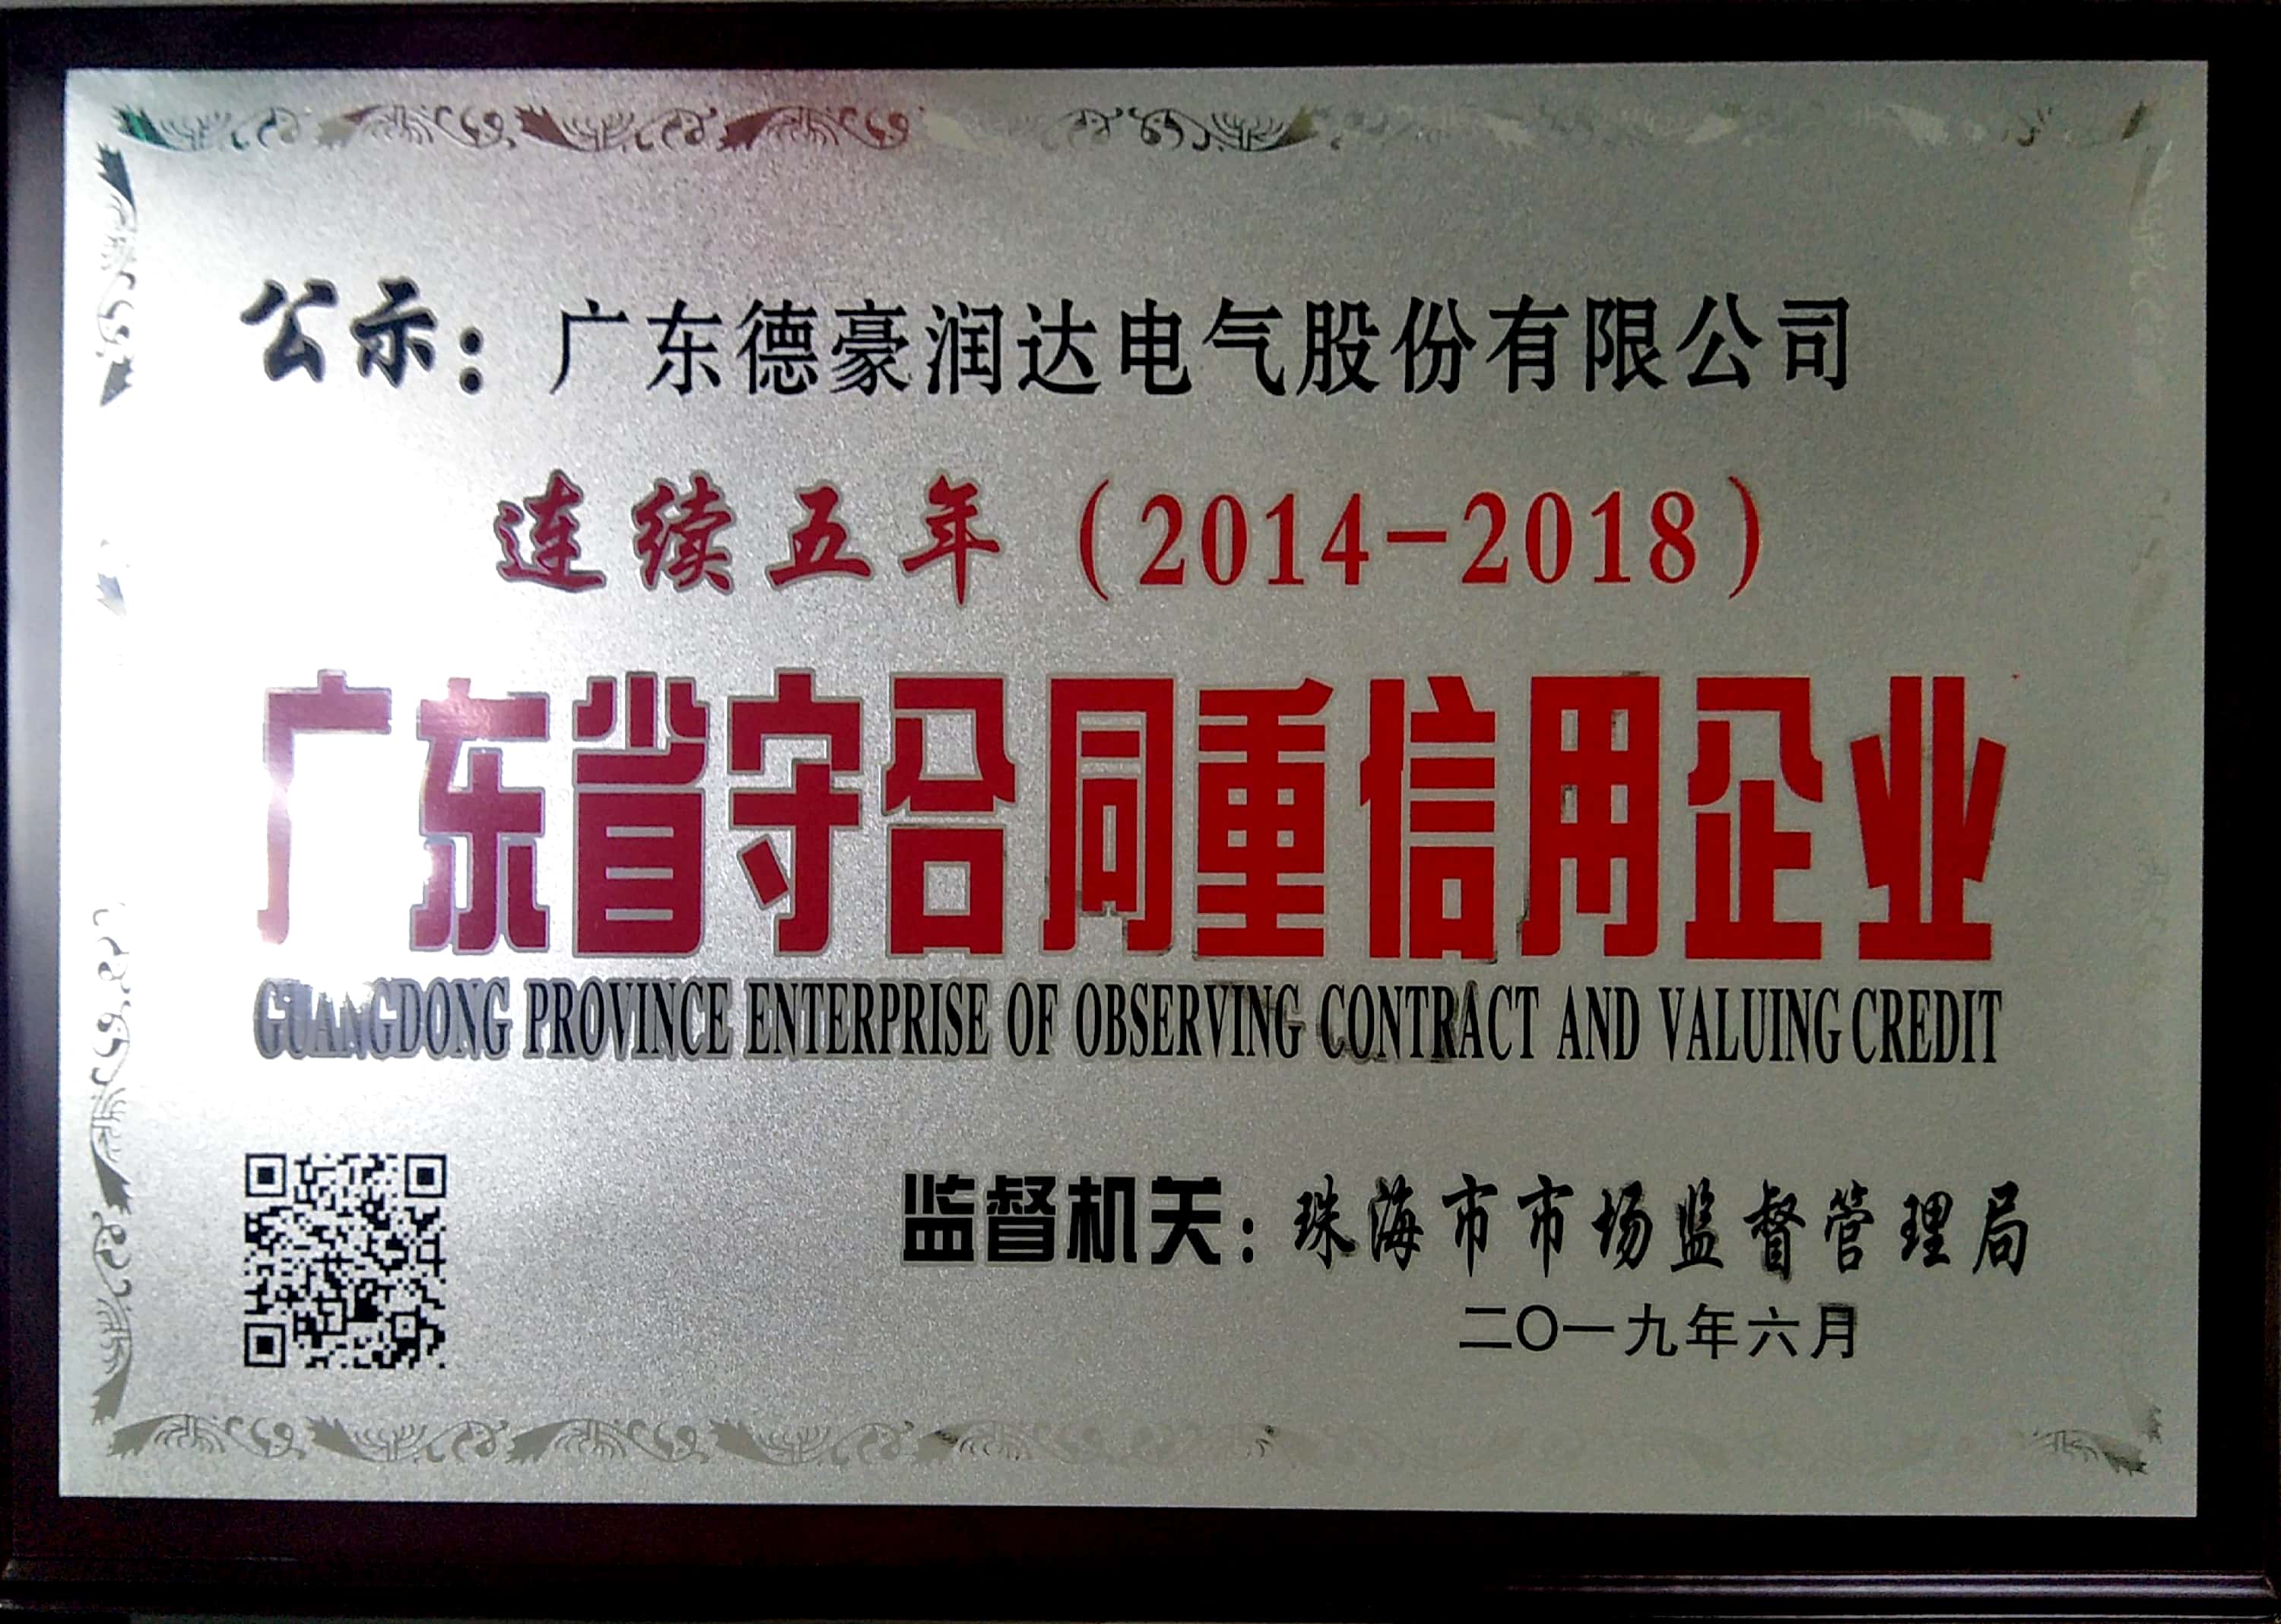 公示：广东德豪润达电气股份有限公司
连续五年（2014-2018）
广东省守合同重信用企业
GUANGDONG PROVINCE ENTERPRISE OF OBSERVING CONTRACT AND VALUING CREDIT
监督机关：珠海市市场监督管理局
二〇一九年六月